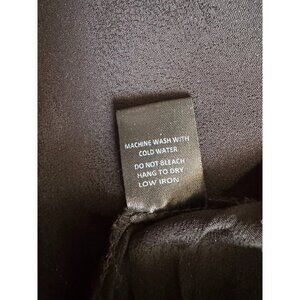 MACHINE WASH WITH
COLD WATER
DO NOT BLEACH
HANG TO DRY
LOW IRON